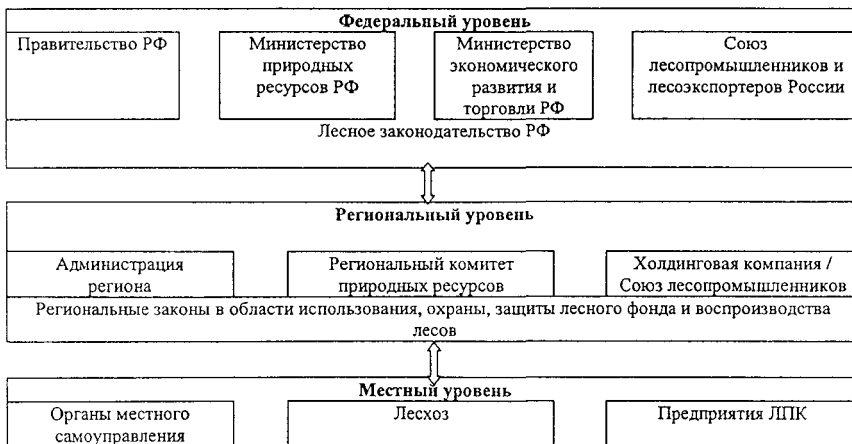 Федеральный уровень
Правительство РФ
Министерство
природных
ресурсов РФ
Министерство
экономического
развития и
торговли РФ
Союз
лесопромышленников и
лесоэкспортеров России
Лесное законодательство РФ
Региональный уровень
Администрация
региона
Региональный комитет
природных ресурсов
Холдинговая компания /
Союз лесопромышленников
Региональные законы в области использования, охраны, защиты лесного фонда и воспроизводства
лесов
Местный уровень
Органы местного
самоуправления
Лесхоз
Предприятия ЛПК